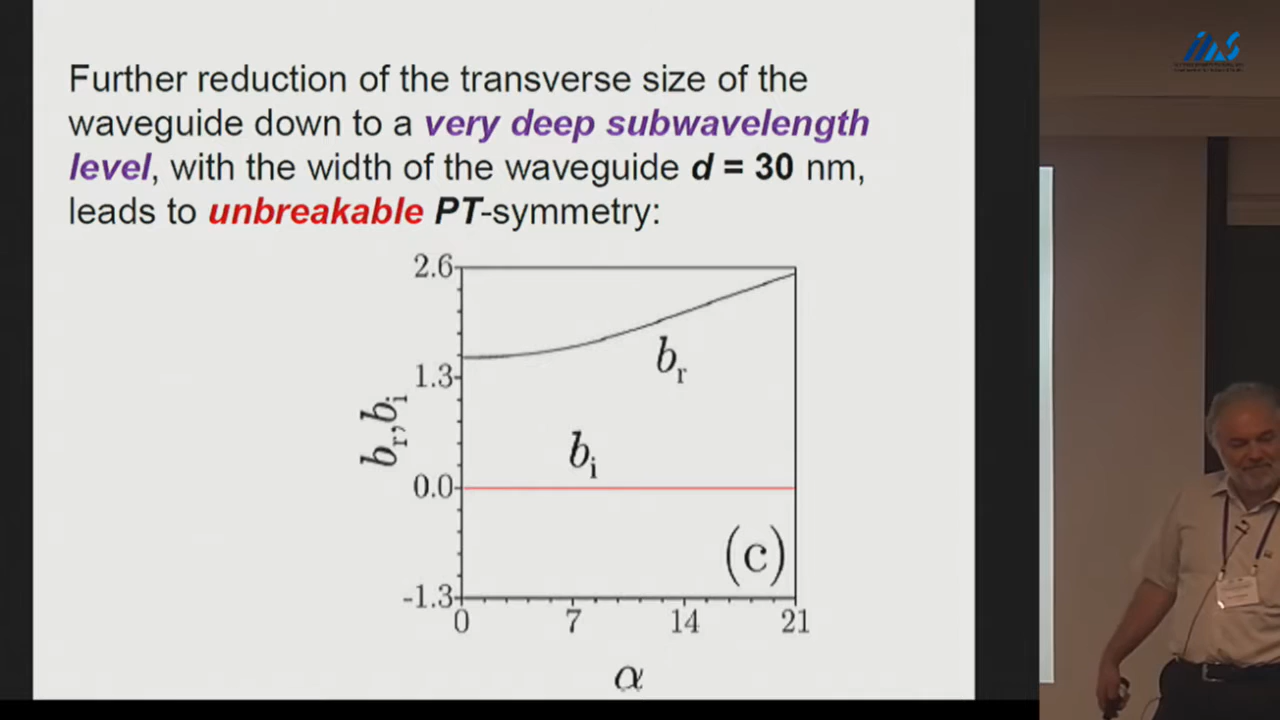 Further reduction of the transverse size of the
waveguide down to a very deep subwavelength
level, with the width of the waveguide d = 30 nm,
leads to unbreakable PT-symmetry:
2.6
1.3
0.0
-1.3
b_r, b_i
b_r
b_i
(c)
0 7 14 21
α